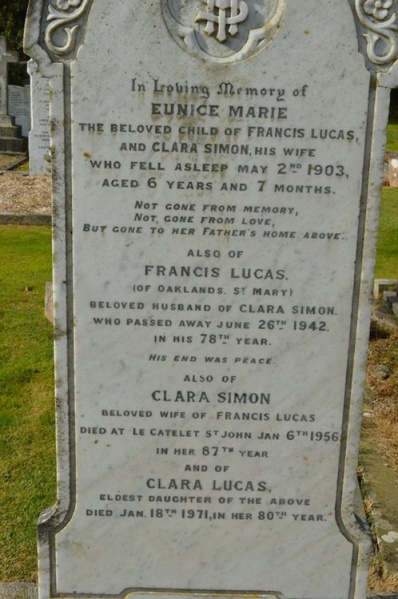 In Loving Memory of
EUNICE MARIE
THE BELOVED CHILD OF FRANCIS LUCAS,
AND CLARA SIMON, HIS WIFE
WHO FELL ASLEEP MAY 2ND 1903,
AGED 6 YEARS AND 7 MONTHS.
NOT GONE FROM MEMORY,
NOT GONE FROM LOVE,
BUT GONE TO HER FATHER'S HOME ABOVE.
ALSO OF
FRANCIS LUCAS.
(OF OAKLANDS, ST MARY)
BELOVED HUSBAND OF CLARA SIMON.
WHO PASSED AWAY JUNE 26TH 1942.
IN HIS 78TH YEAR.
HIS END WAS PEACE.
ALSO OF
CLARA SIMON
BELOVED WIFE OF FRANCIS LUCAS
DIED AT LE CATELET ST JOHN JAN 6TH 1956
IN HER 87TH YEAR
AND OF
CLARA LUCAS,
ELDEST DAUGHTER OF THE ABOVE
DIED JAN. 18TH 1971, IN HER 80TH YEAR.